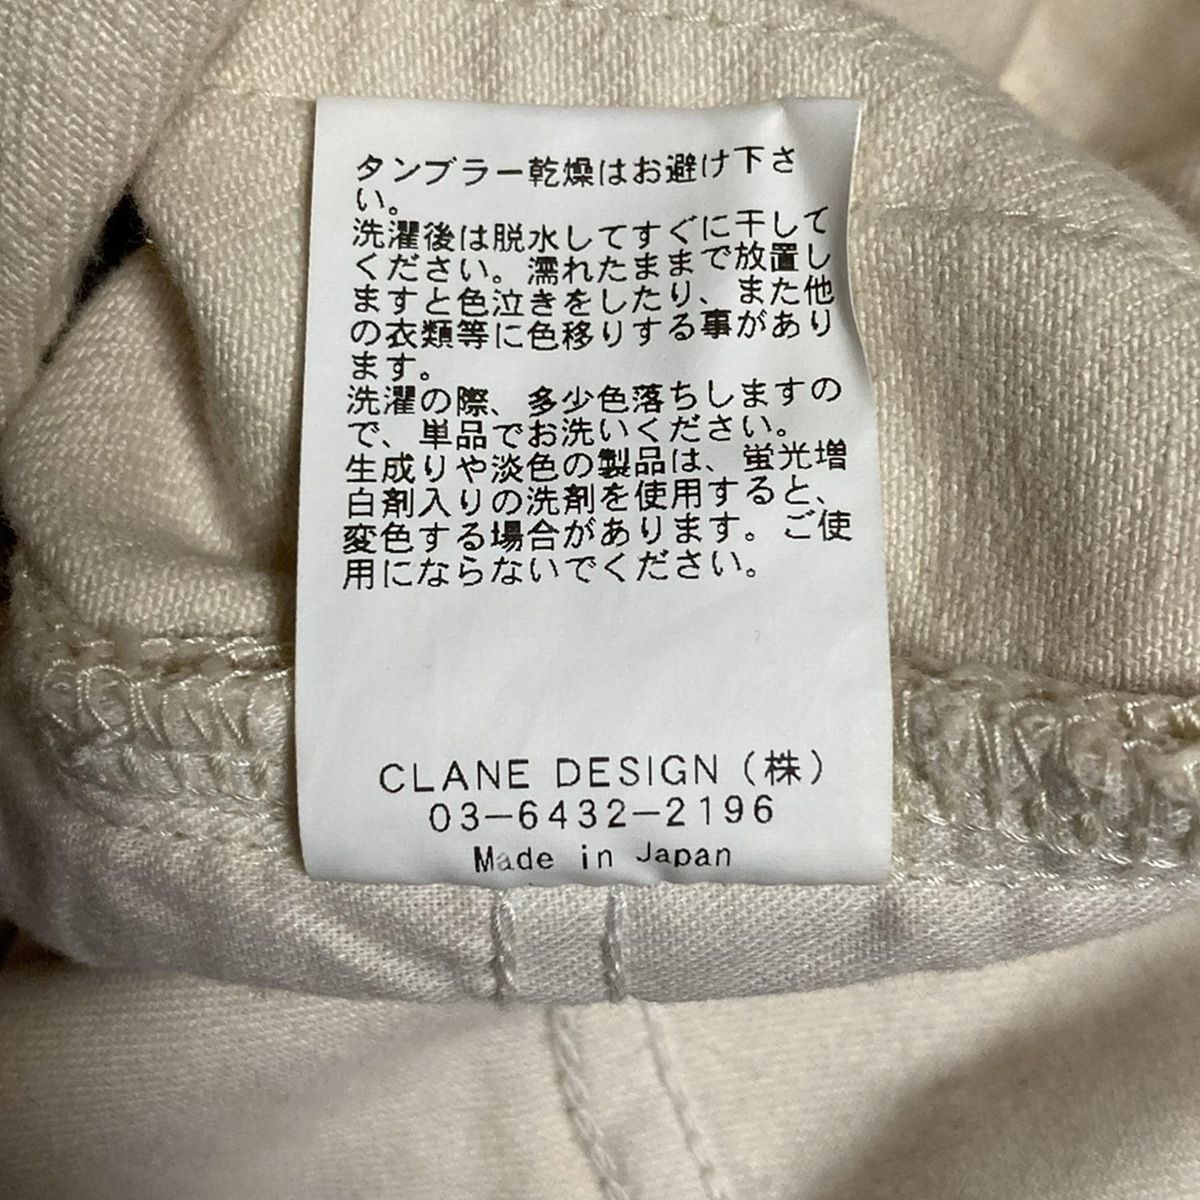 タンブラー乾燥はお避け下さ
い。
洗濯後は脱水してすぐに干して
ください。濡れたままで放置し
ますと色泣きをしたり、また他
の衣類等に色移りする事があり
ます。
洗濯の際、多少色落ちしますの
で、単品でお洗いください。
生成りや淡色の製品は、蛍光増
白剤入りの洗剤を使用すると、
変色する場合があります。ご使
用にならないでください。
CLANE DESIGN（株）
03-6432-2196
Made in Japan